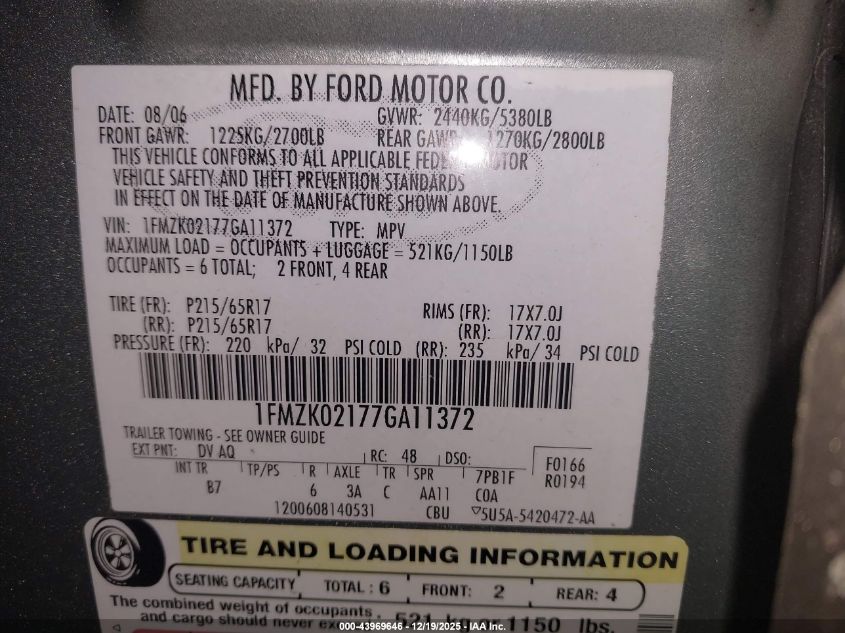 MFD. BY FORD MOTOR CO.
DATE: 08/06 GVWR: 2440KG/5380LB
FRONT GAWR: 1225KG/2700LB REAR GAWR 1270KG/2800LB
THIS VEHICLE CONFORMS TO ALL APPLICABLE FEDERAL MOTOR
VEHICLE SAFETY AND THEFT PREVENTION STANDARDS
IN EFFECT ON THE DATE OF MANUFACTURE SHOWN ABOVE.
VIN: 1FMZK02177GA11372 TYPE: MPV
MAXIMUM LOAD = OCCUPANTS + LUGGAGE = 521KG/1150LB
OCCUPANTS = 6 TOTAL; 2 FRONT, 4 REAR
TIRE (FR): P215/65R17 RIMS (FR): 17X7.0J
(RR): P215/65R17 (RR): 17X7.0J
PRESSURE (FR): 220 kPa/ 32 PSI COLD (RR): 235 kPa/ 34 PSI COLD
1FMZK02177GA11372
TRAILER TOWING - SEE OWNER GUIDE
EXT PNT: DV AQ RC: 48 DSO: F0166
INT TR TP/PS R AXLE TR SPR 7PB1F R0194
B7 6 3A C AA11 C0A
1200608140531 CBU ▽5U5A-5420472-AA
TIRE AND LOADING INFORMATION
SEATING CAPACITY TOTAL : 6 FRONT: 2 REAR: 4
The combined weight of occupants
and cargo should never 521 1150 lbs.
000-43969646 - 12/19/2025 - IAA Inc.